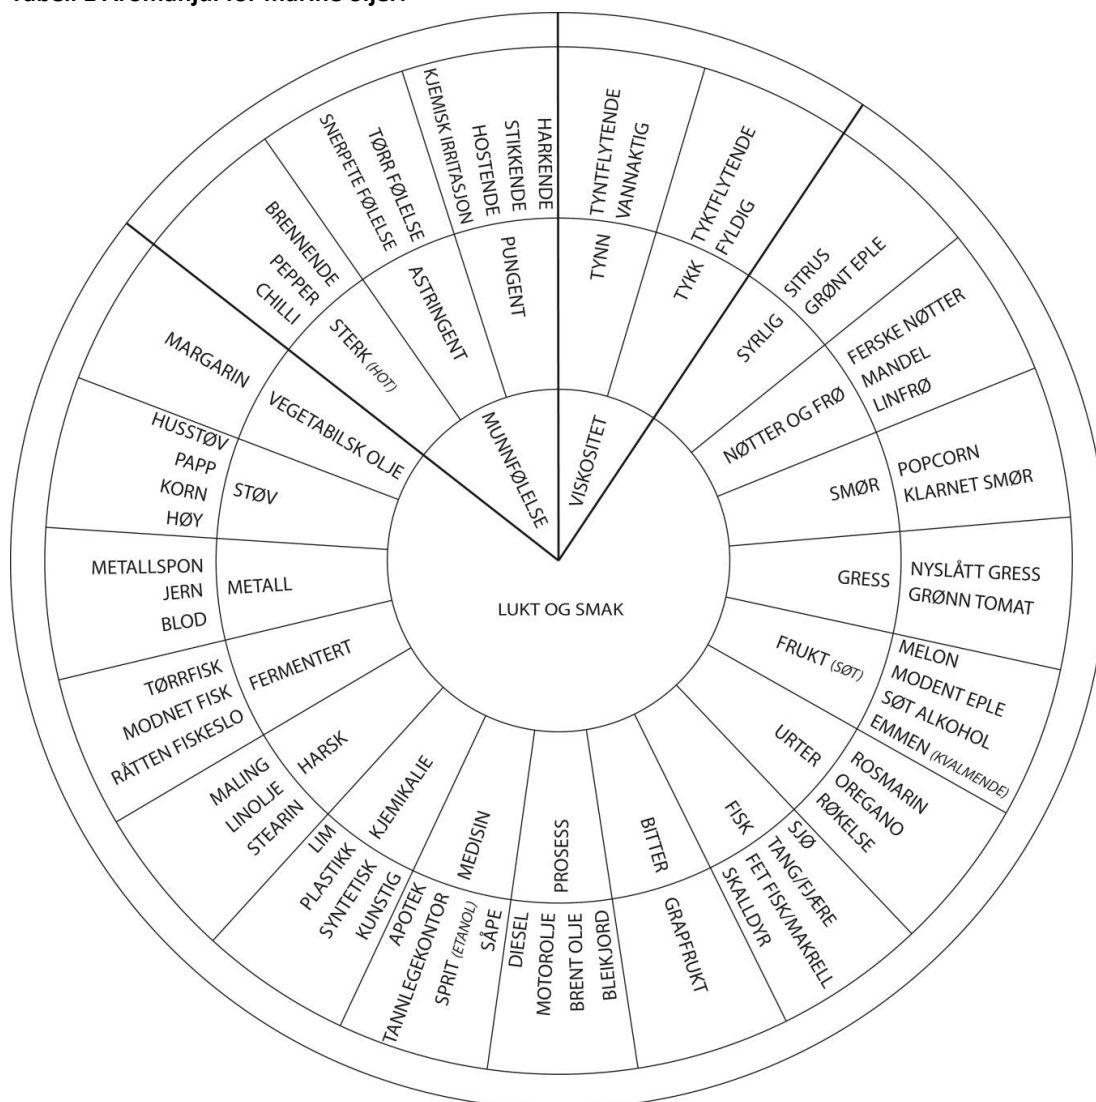 Tabell Aromahjul for marine oljer
VISKOSITET
TYNN
TYNTFLYTENDE
VANNAKTIG
TYKK
TYKTFLYTENDE
FYLDIG
LUKT OG SMAK
SYRLIG
SITRUS
GRØNT EPLE
NØTTER OG FRØ
FERSKE NØTTER
MANDEL
LINFRØ
SMØR
POPCORN
KLARNET SMØR
GRESS
NYSLÅTT GRESS
GRØNN TOMAT
FRUKT (SØT)
MELON
MODENT EPLE
SØT ALKOHOL
EMMEN (KVALMENDE)
URTER
ROSMARIN
OREGANO
RØKELSE
FISK
SJØ
TANG/FJÆRE
FET FISK/MAKRELL
SKALLDYR
BITTER
GRAPFRUKT
PROSESS
DIESEL
MOTOROLJE
BRENT OLJE
BLEIKJORD
MEDISIN
APOTEK
TANNLEGEKONTOR
SPRIT (ETANOL)
SÅPE
KJEMIKALIE
LIM
PLASTIKK
SYNTETISK
KUNSTIG
HARSK
MALING
LINOLJE
STEARIN
FERMENTERT
TØRRFISK
MODNET FISK
RÅTTEN FISKESLO
METALL
METALLSPON
JERN
BLOD
STØV
HUSSTØV
PAPP
KORN
HØY
VEGETABILSK OLJE
MARGARIN
MUNNFØLELSE
STERK (HOT)
BRENNENDE
PEPPER
CHILLI
ASTRINGENT
TØRR FØLELSE
SNERPETE FØLELSE
PUNGENT
KJEMISK IRRITASJON
HOSTENDE
STIKKENDE
HARKENDE